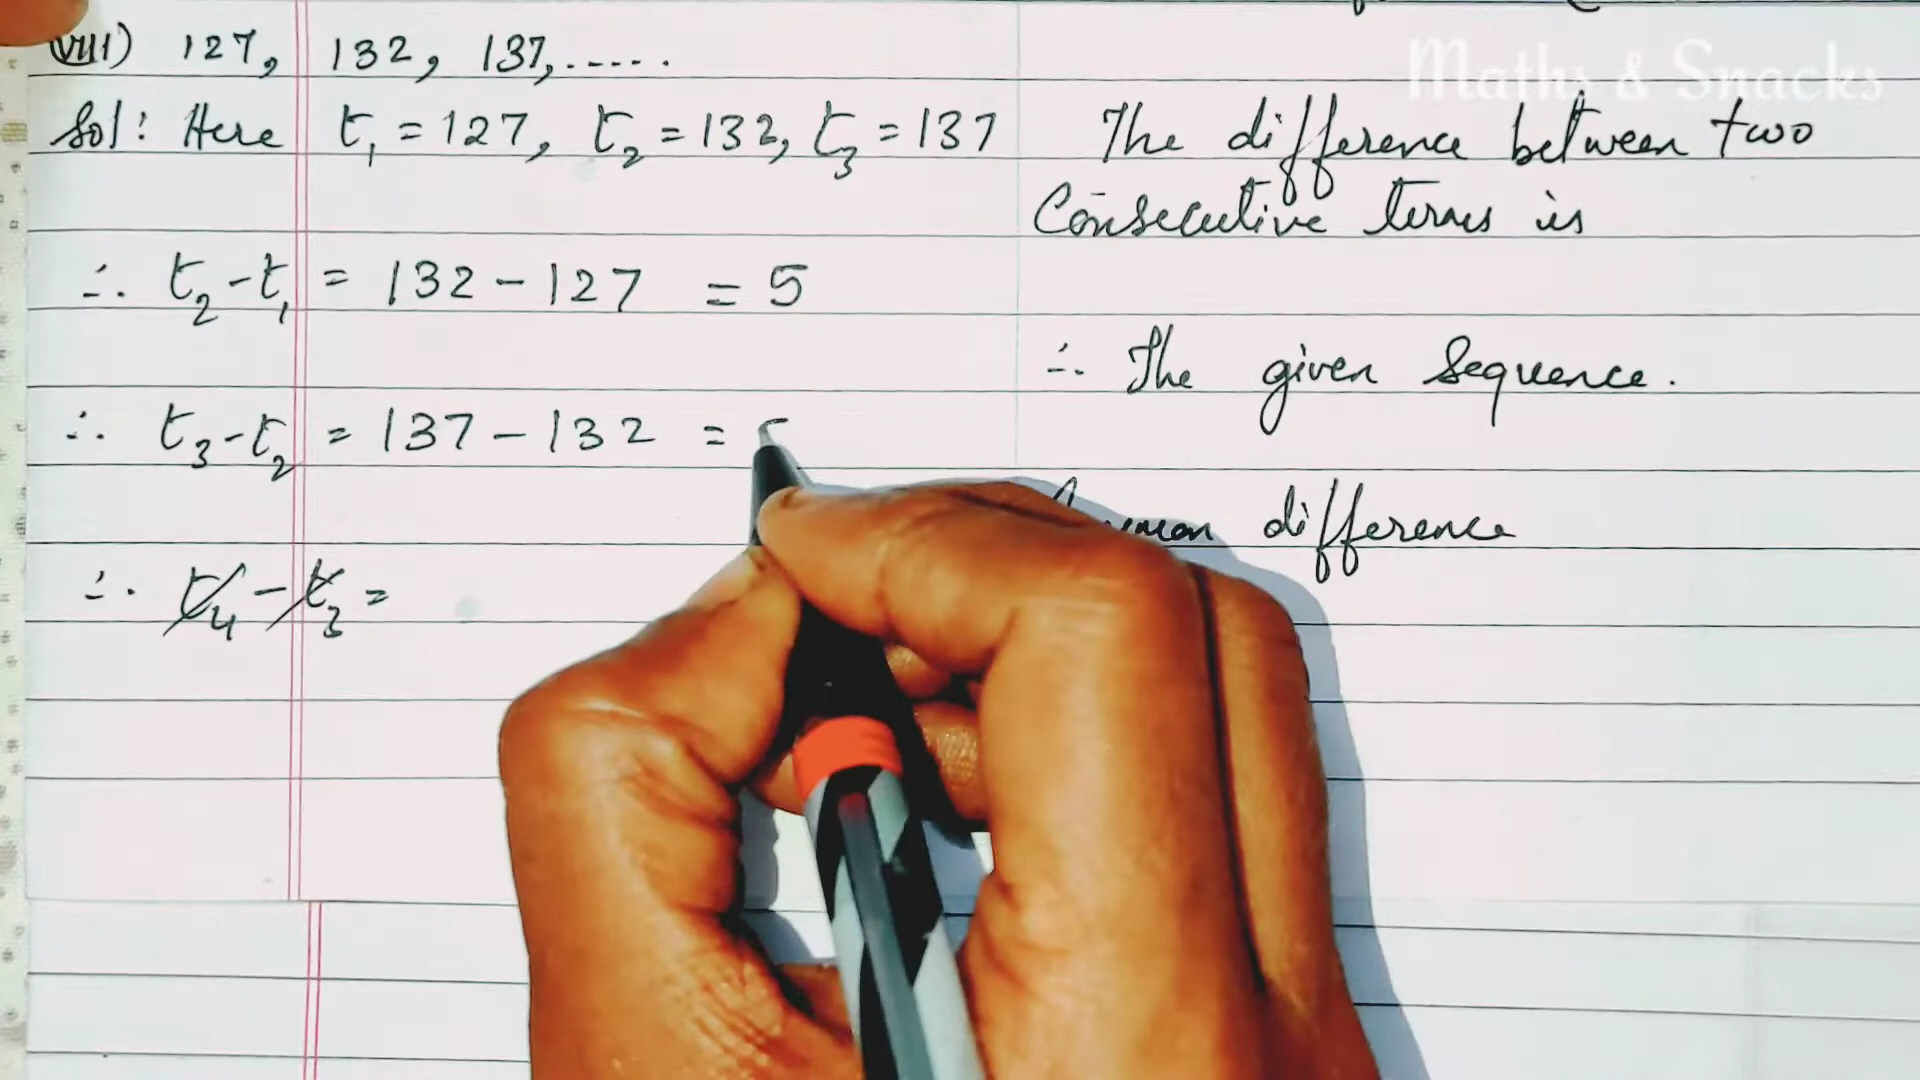 VIII) 127, 132, 137,.....
Sol: Here t₁ = 127, t₂ = 132, t₃ = 137
∴ t₂ - t₁ = 132 - 127 = 5
∴ t₃ - t₂ = 137 - 132 =
∴ t₄ - t₃ =
Maths & Snacks
The difference between two
Consecutive terms is
∴ The given Sequence.
difference